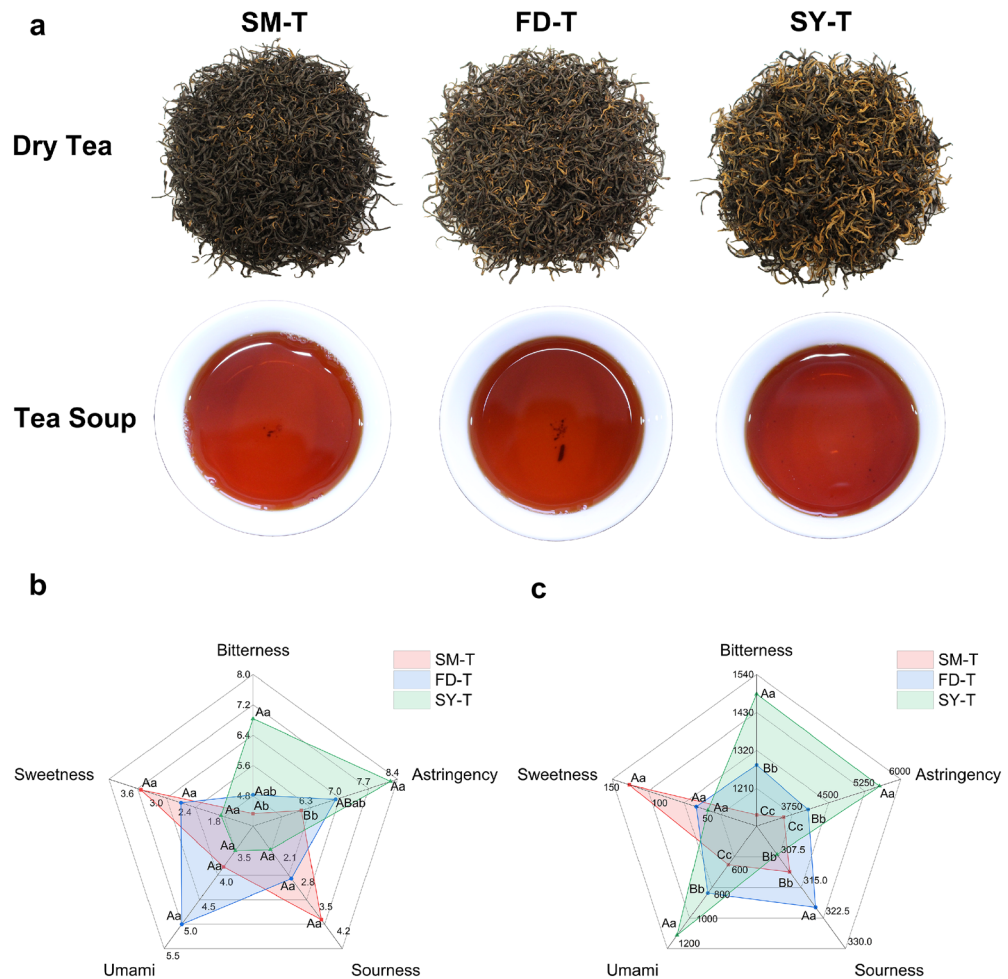 a
SM-T
FD-T
SY-T
Dry Tea
Tea Soup
b
Bitterness
8.0
7.2
6.4
5.6
4.8
SM-T
FD-T
SY-T
Aa
Aab
Ab
Sweetness
3.6
3.0
2.4
1.8
Aa
Aa
Aa
Astringency
8.4
7.7
7.0
6.3
Aa
ABab
Bb
Umami
5.5
5.0
4.5
4.0
3.5
Aa
Aa
Aa
Sourness
4.2
3.5
2.8
2.1
Aa
Aa
Aa
c
Bitterness
1540
1430
1320
1210
SM-T
FD-T
SY-T
Aa
Bb
Cc
Sweetness
150
100
50
Aa
Aa
Aa
Astringency
6000
5250
4500
3750
Aa
Bb
Cc
Umami
1200
1000
800
600
Aa
Bb
Cc
Sourness
330.0
322.5
315.0
307.5
Aa
Bb
Bb